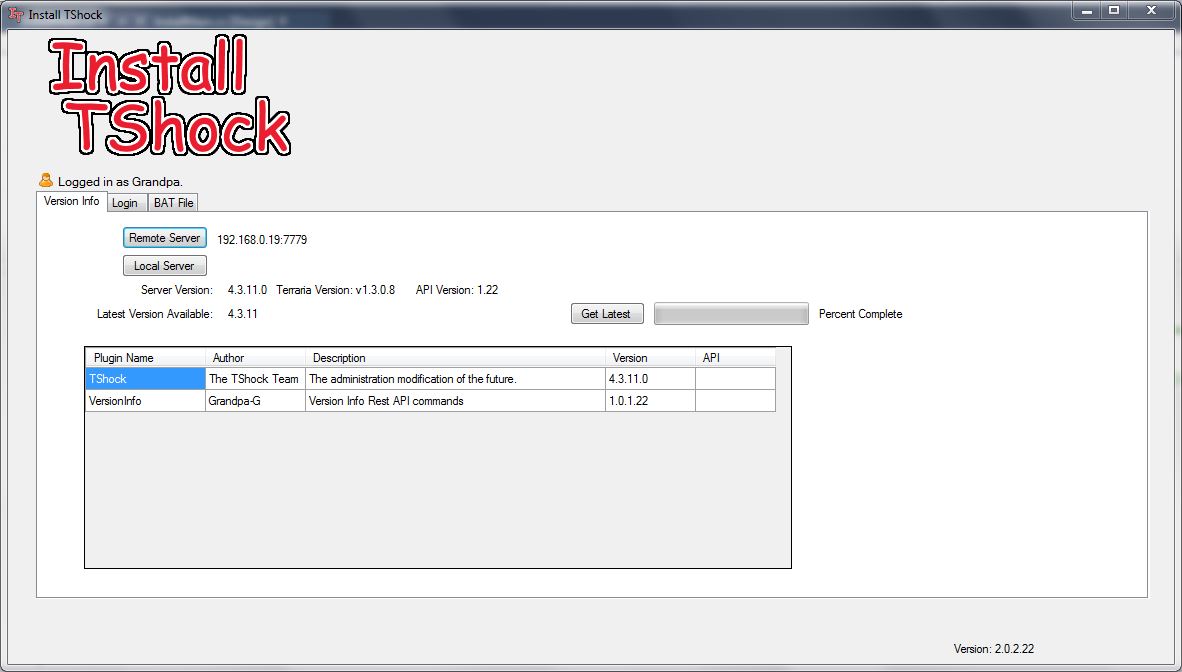 Install TShock
Install
TShock
Logged in as Grandpa.
Version Info Login BAT File
Remote Server 192.168.0.19:7779
Local Server
Server Version: 4.3.11.0 Terraria Version: v1.3.0.8 API Version: 1.22
Latest Version Available: 4.3.11 Get Latest Percent Complete
Plugin Name Author Description Version API
TShock The TShock Team The administration modification of the future. 4.3.11.0
VersionInfo Grandpa-G Version Info Rest API commands 1.0.1.22
Version: 2.0.2.22